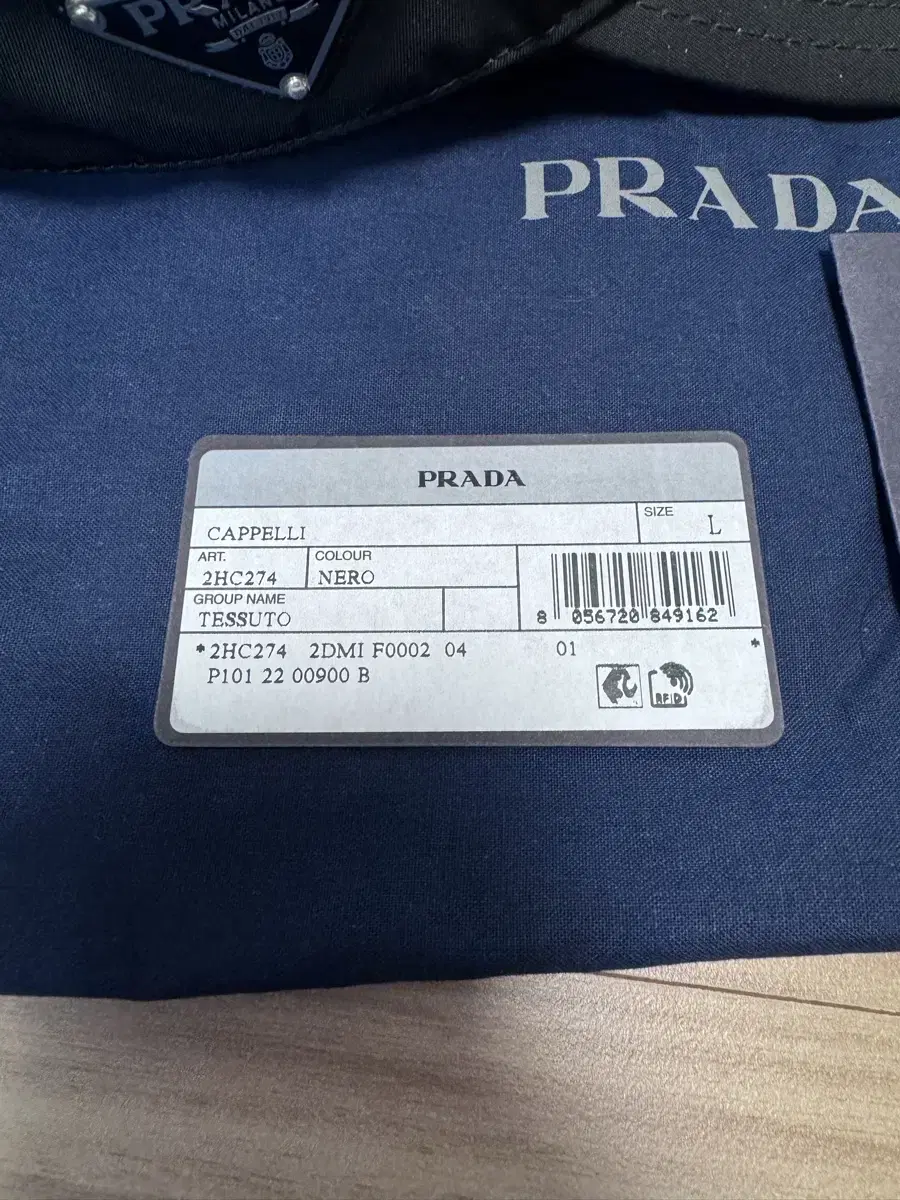 MILANO
PRADA
PRADA
CAPPELLI
SIZE L
ART.
2HC274
COLOUR
NERO
GROUP NAME
TESSUTO
8 056720 849162
*2HC274 2DMI F0002 04 01 *
P101 22 00900 B
RFID